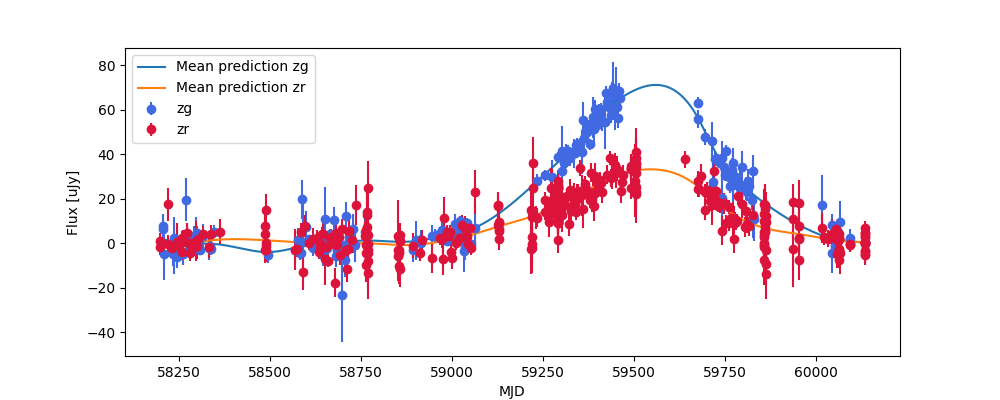 Mean prediction zg
Mean prediction zr
zg
zr
Flux [uJy]
80
60
40
20
0
−20
−40
58250
58500
58750
59000
59250
59500
59750
60000
MJD